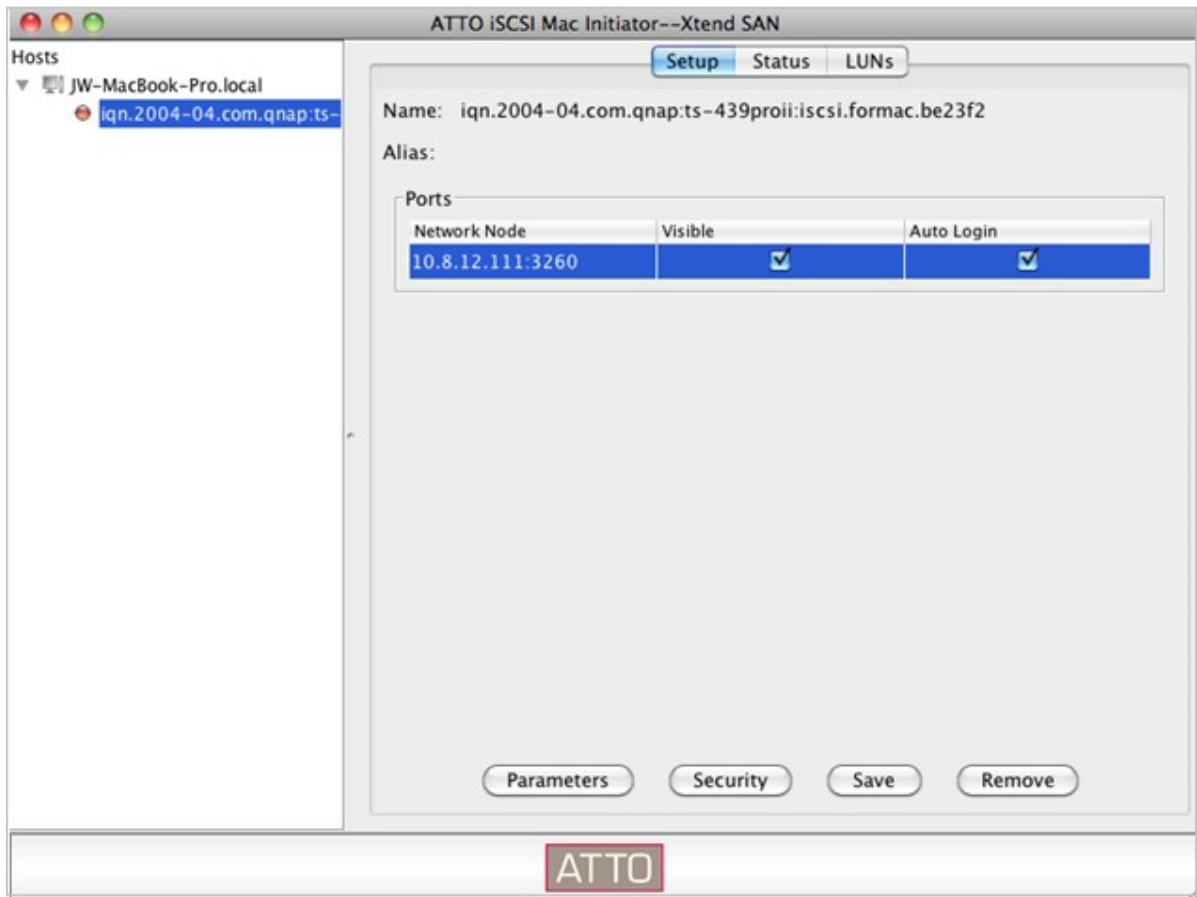 ATTO iSCSI Mac Initiator--Xtend SAN
Hosts
JW-MacBook-Pro.local
iqn.2004-04.com.qnap:ts-
Setup Status LUNs
Name: iqn.2004-04.com.qnap:ts-439proii:iscsi.formac.be23f2
Alias:
Ports
Network Node Visible Auto Login
10.8.12.111:3260
Parameters Security Save Remove
ATTO